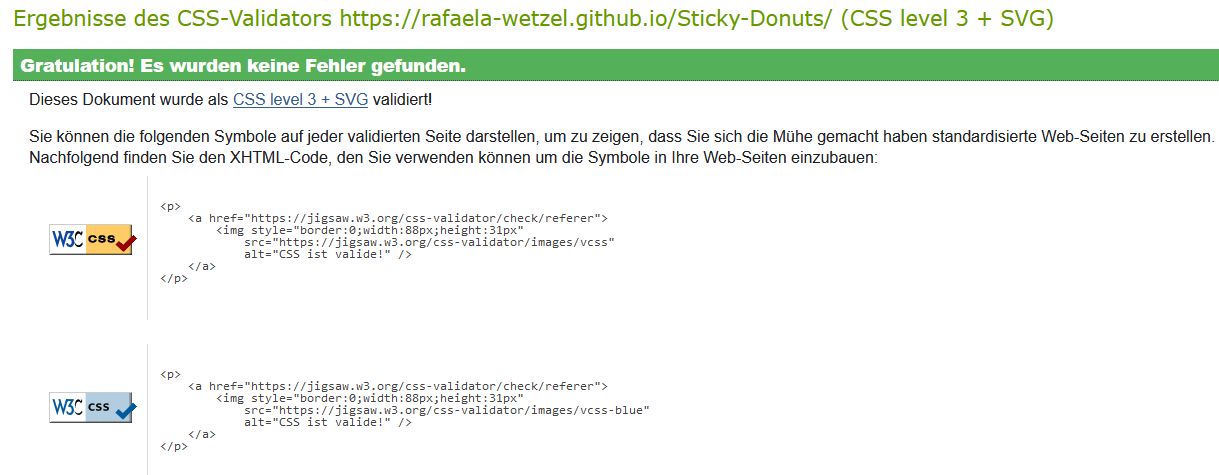 Ergebnisse des CSS-Validators https://rafaela-wetzel.github.io/Sticky-Donuts/ (CSS level 3 + SVG)
Gratulation! Es wurden keine Fehler gefunden.
Dieses Dokument wurde als CSS level 3 + SVG validiert!
Sie können die folgenden Symbole auf jeder validierten Seite darstellen, um zu zeigen, dass Sie sich die Mühe gemacht haben standardisierte Web-Seiten zu erstellen.
Nachfolgend finden Sie den XHTML-Code, den Sie verwenden können um die Symbole in Ihre Web-Seiten einzubauen:
W3C css
<p>
<a href="https://jigsaw.w3.org/css-validator/check/referer">
<img style="border:0;width:88px;height:31px"
src="https://jigsaw.w3.org/css-validator/images/vcss"
alt="CSS ist valide!" />
</a>
</p>
W3C css
<p>
<a href="https://jigsaw.w3.org/css-validator/check/referer">
<img style="border:0;width:88px;height:31px"
src="https://jigsaw.w3.org/css-validator/images/vcss-blue"
alt="CSS ist valide!" />
</a>
</p>